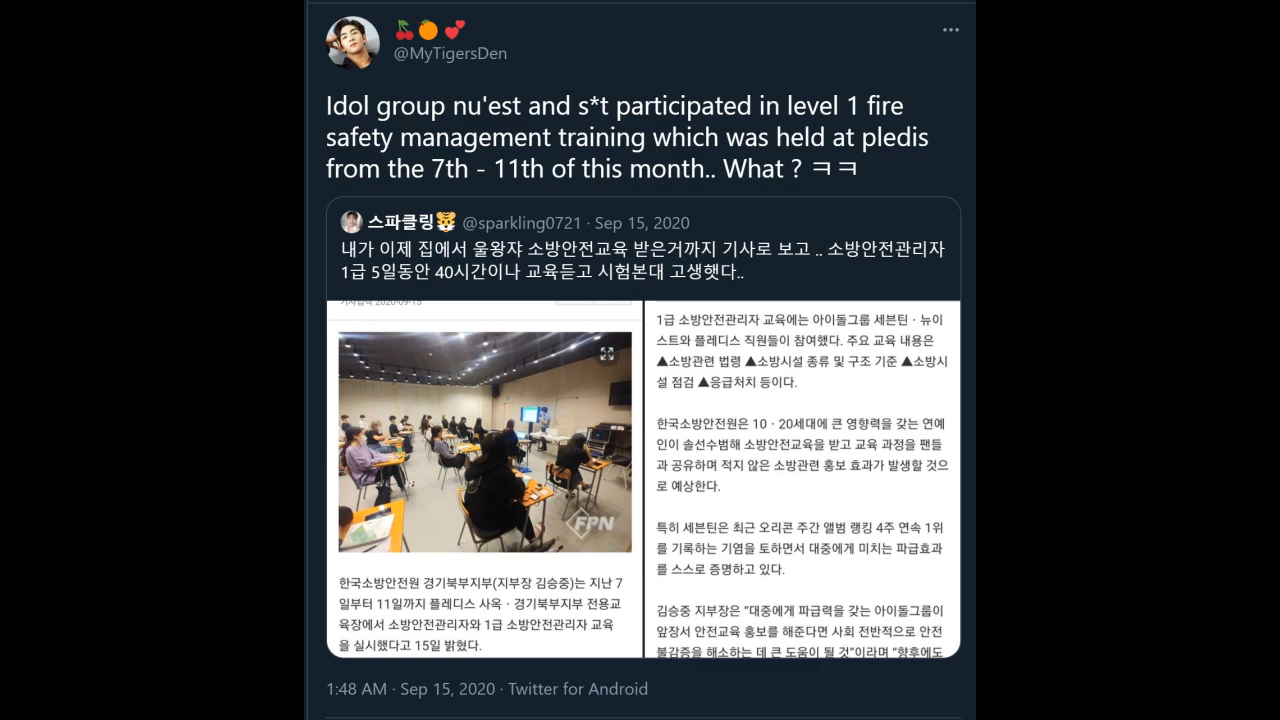 🍒🍊💕
@MyTigersDen
Idol group nu'est and s*t participated in level 1 fire
safety management training which was held at pledis
from the 7th - 11th of this month.. What ? ㅋㅋ
스파클링🐯 @sparkling0721 · Sep 15, 2020
내가 이제 집에서 울왕쟈 소방안전교육 받은거까지 기사로 보고 .. 소방안전관리자
1급 5일동안 40시간이나 교육듣고 시험본대 고생햇다..
기사입력 2020-09-15
FPN
한국소방안전원 경기북부지부(지부장 김승중)는 지난 7
일부터 11일까지 플레디스 사옥 · 경기북부지부 전용교
육장에서 소방안전관리자와 1급 소방안전관리자 교육
을 실시했다고 15일 밝혔다.
1급 소방안전관리자 교육에는 아이돌그룹 세븐틴 · 뉴이
스트와 플레디스 직원들이 참여했다. 주요 교육 내용은
▲소방관련 법령 ▲소방시설 종류 및 구조 기준 ▲소방시
설 점검 ▲응급처치 등이다.
한국소방안전원은 10 · 20세대에 큰 영향력을 갖는 연예
인이 솔선수범해 소방안전교육을 받고 교육 과정을 팬들
과 공유하며 적지 않은 소방관련 홍보 효과가 발생할 것으
로 예상한다.
특히 세븐틴은 최근 오리콘 주간 앨범 랭킹 4주 연속 1위
를 기록하는 기염을 토하면서 대중에게 미치는 파급효과
를 스스로 증명하고 있다.
김승중 지부장은 “대중에게 파급력을 갖는 아이돌그룹이
앞장서 안전교육 홍보를 해준다면 사회 전반적으로 안전
불감증을 해소하는 데 큰 도움이 될 것”이라며 “향후에도
1:48 AM · Sep 15, 2020 · Twitter for Android